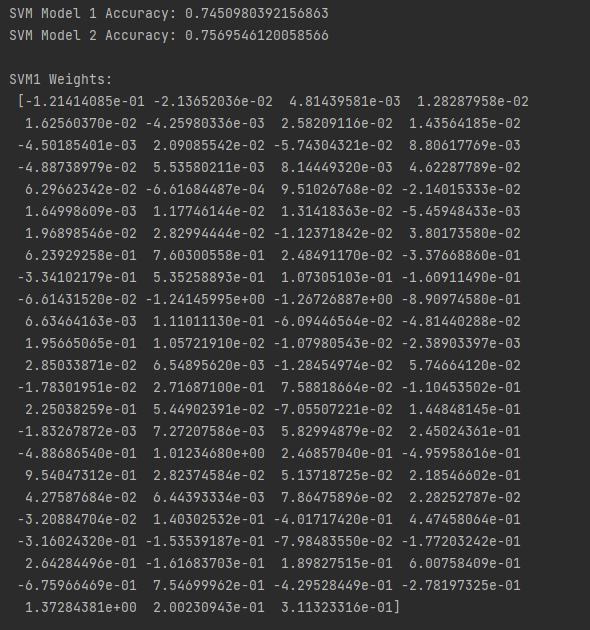 SVM Model 1 Accuracy: 0.7450980392156863
SVM Model 2 Accuracy: 0.7569546120058566
SVM1 Weights:
[-1.21414085e-01 -2.13652036e-02 4.81439581e-03 1.28287958e-02
1.62560370e-02 -4.25980336e-03 2.58209116e-02 1.43564185e-02
-4.50185401e-03 2.09085542e-02 -5.74304321e-02 8.80617769e-03
-4.88738979e-02 5.53580211e-03 8.14449320e-03 4.62287789e-02
6.29662342e-02 -6.61684487e-04 9.51026768e-02 -2.14015333e-02
1.64998609e-03 1.17746144e-02 1.31418363e-02 -5.45948433e-03
1.96898546e-02 2.82994444e-02 -1.12371842e-02 3.80173580e-02
6.23929258e-01 7.60300558e-01 2.48491170e-02 -3.37668860e-01
-3.34102179e-01 5.35258893e-01 1.07305103e-01 -1.60911490e-01
-6.61431520e-02 -1.24145995e+00 -1.26726887e+00 -8.90974580e-01
6.63464163e-03 1.11011130e-01 -6.09446564e-02 -4.81440288e-02
1.95665065e-01 1.05721910e-02 -1.07980543e-02 -2.38903397e-03
2.85033871e-02 6.54895620e-03 -1.28454974e-02 5.74664120e-02
-1.78301951e-02 2.71687100e-01 7.58818664e-02 -1.10453502e-01
2.25038259e-01 5.44902391e-02 -7.05507221e-02 1.44848145e-01
-1.83267872e-03 7.27207586e-03 5.82994879e-02 2.45024361e-01
-4.88686540e-01 1.01234680e+00 2.46857040e-01 -4.95958616e-01
9.54047312e-01 2.82374584e-02 5.13718725e-02 2.18546602e-01
4.27587684e-02 6.44393334e-03 7.86475896e-02 2.28252787e-02
-3.20884704e-02 1.40302532e-01 -4.01717420e-01 4.47458064e-01
-3.16024320e-01 -1.53539187e-01 -7.98483550e-02 -1.77203242e-01
2.64284496e-01 -1.61683703e-01 1.89827515e-01 6.00758409e-01
-6.75966469e-01 7.54699962e-01 -4.29528449e-01 -2.78197325e-01
1.37284381e+00 2.00230943e-01 3.11323316e-01]